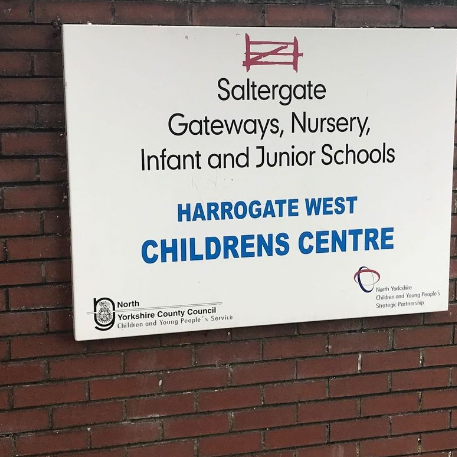 Saltergate
Gateways, Nursery,
Infant and Junior Schools
HARROGATE WEST
CHILDRENS CENTRE
North
Yorkshire County Council
Children and Young People's Service
North Yorkshire
Children and Young People's
Strategic Partnership